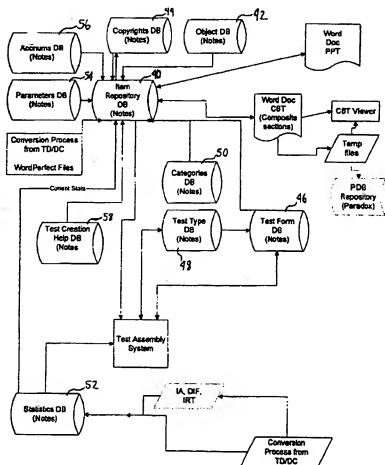 56
49
42
Acnums DB
(Notes)
Copyrights DB
(Notes)
Object DB
(Notes)
Word
Doc
PPT
54
40
Parameters DB
(Notes)
Item
Repository
DB
(Notes)
Word Doc
CBT
(Composite
sections)
CBT Viewer
Conversion Process
from TD/DC
WordPerfect Files
Temp
files
50
Categories DB
(Notes)
PDB
Repository
(Paradox)
Current Stats
58
46
Test Creation
Help DB
(Notes
Test Type
DB
(Notes)
Test Form
DB
(Notes)
48
Test Assembly
System
52
Statistics DB
(Notes)
IA, DIF,
IRT
Conversion
Process from
TD/DC